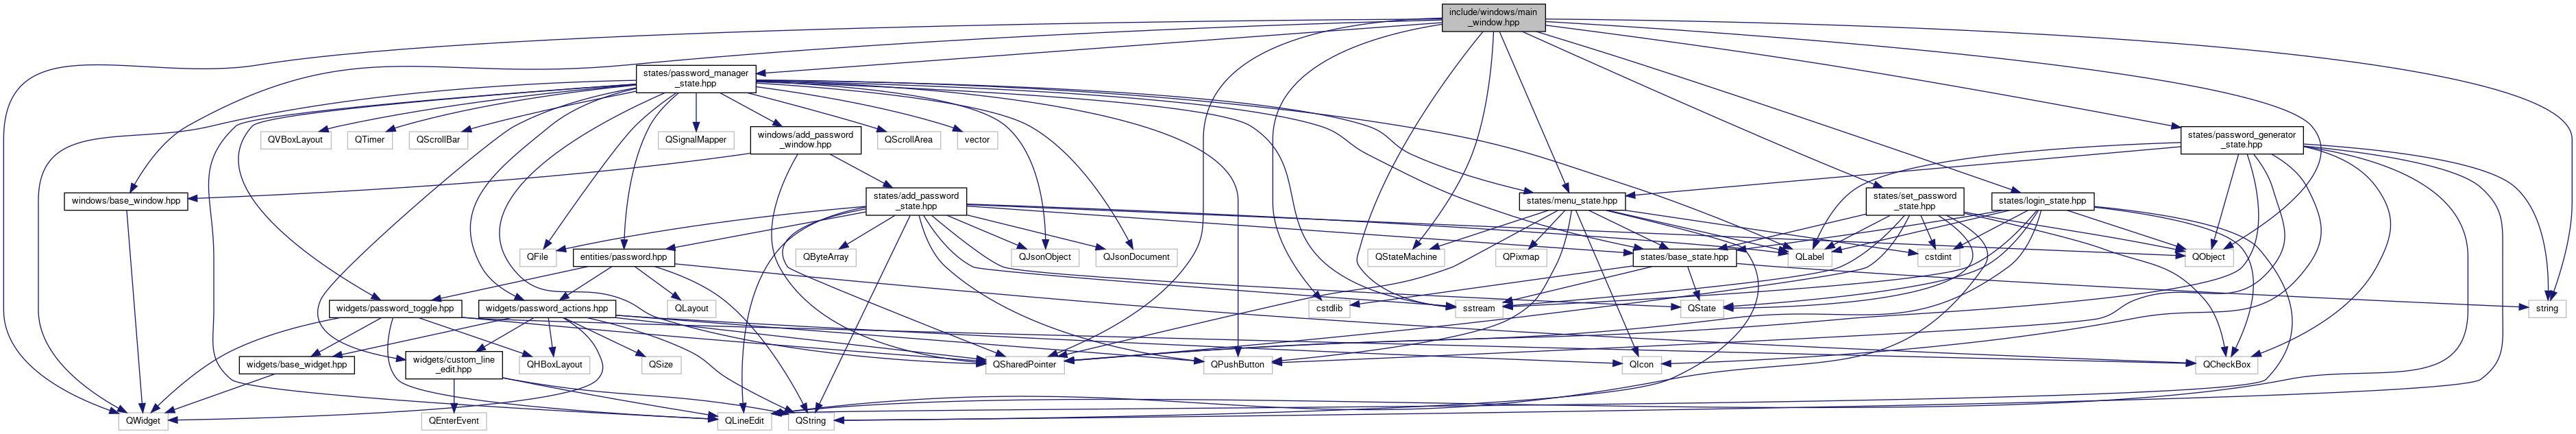 include/windows/main
_window.hpp
states/password_manager
_state.hpp
QVBoxLayout
QTimer
QScrollBar
QSignalMapper
windows/add_password
_window.hpp
QScrollArea
vector
states/password_generator
_state.hpp
windows/base_window.hpp
states/add_password
_state.hpp
states/menu_state.hpp
states/set_password
_state.hpp
states/login_state.hpp
QFile
entities/password.hpp
QByteArray
QJsonObject
QJsonDocument
states/base_state.hpp
QStateMachine
QPixmap
QLabel
cstdint
QObject
widgets/password_toggle.hpp
widgets/password_actions.hpp
QLayout
cstdlib
sstream
QState
string
widgets/base_widget.hpp
widgets/custom_line
_edit.hpp
QHBoxLayout
QSize
QSharedPointer
QPushButton
QIcon
QCheckBox
QWidget
QEnterEvent
QLineEdit
QString